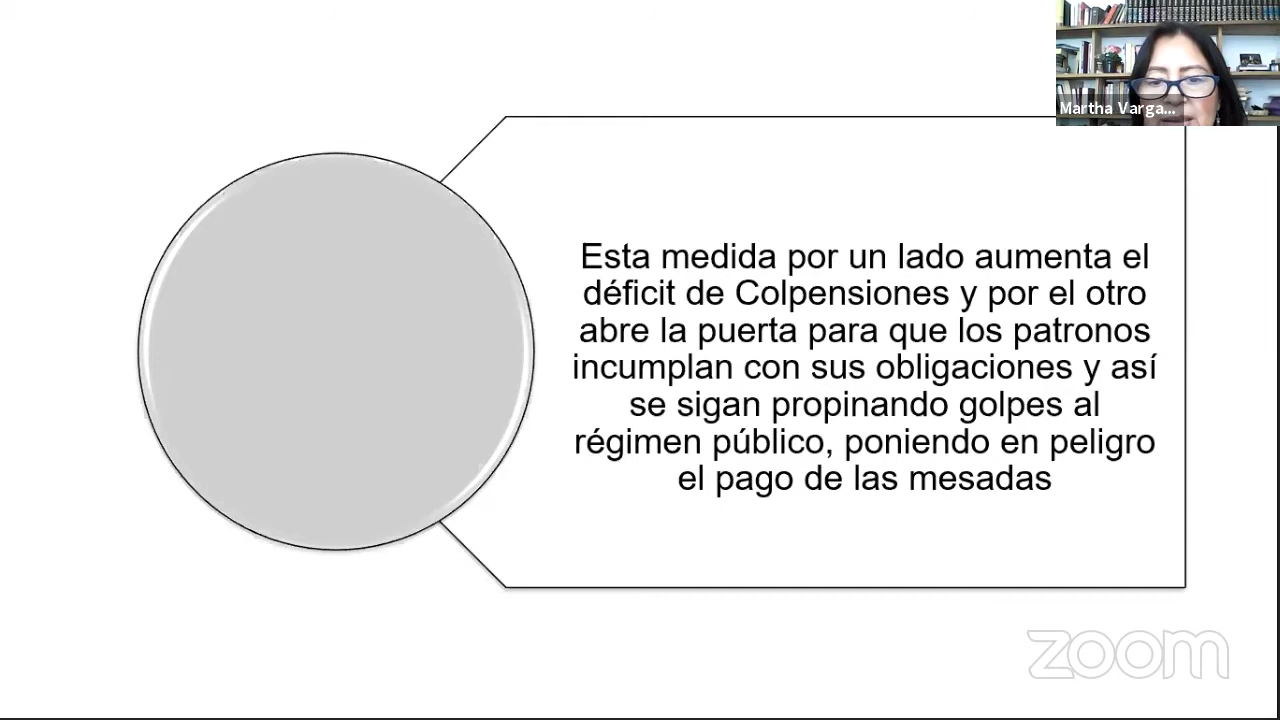 Martha Varga...
Esta medida por un lado aumenta el
déficit de Colpensiones y por el otro
abre la puerta para que los patronos
incumplan con sus obligaciones y así
se sigan propinando golpes al
régimen público, poniendo en peligro
el pago de las mesadas
zoom